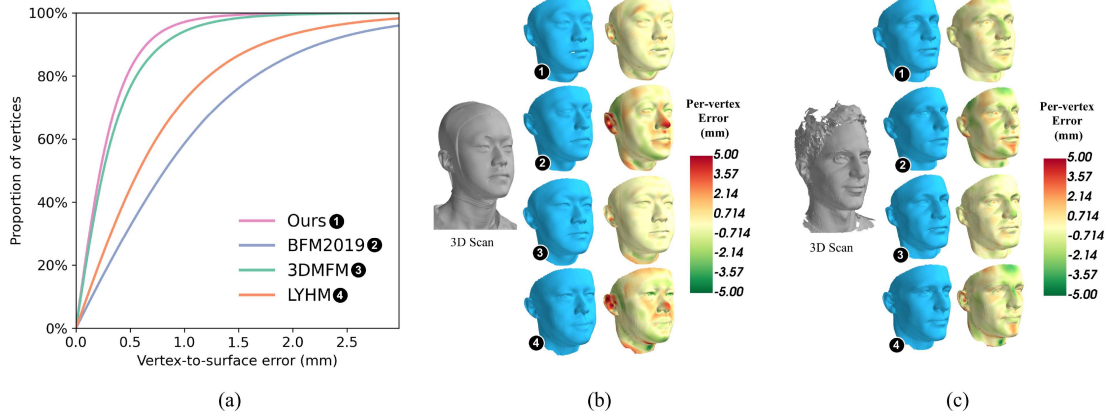 100%
80%
60%
40%
20%
0%
Proportion of vertices
0.0
0.5
1.0
1.5
2.0
2.5
Vertex-to-surface error (mm)
Ours 1
BFM2019 2
3DMFM 3
LYHM 4
(a)
3D Scan
1
2
3
4
Per-vertex
Error
(mm)
5.00
3.57
2.14
0.714
-0.714
-2.14
-3.57
-5.00
(b)
3D Scan
1
2
3
4
Per-vertex
Error
(mm)
5.00
3.57
2.14
0.714
-0.714
-2.14
-3.57
-5.00
(c)